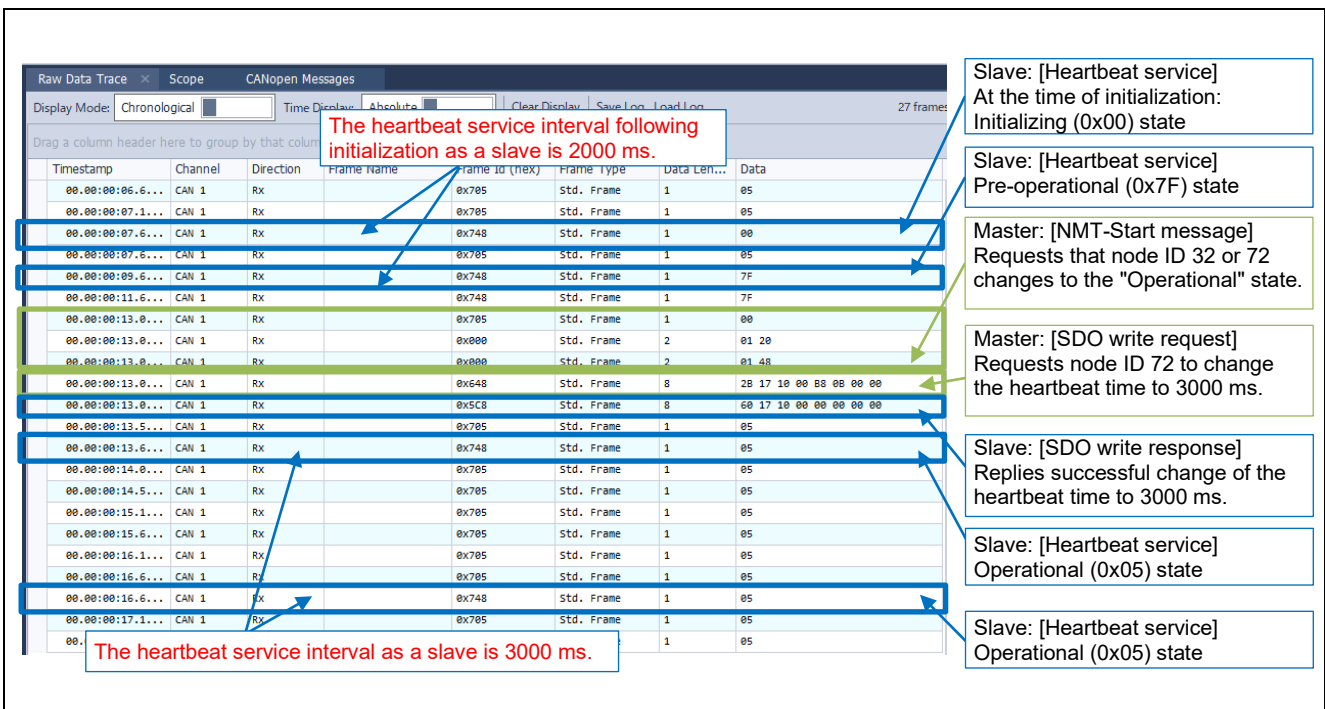 Raw Data Trace × Scope CANopen Messages
Display Mode: Chronological Time Display: Absolute Clear Display Save Log Load Log 27 frames
Drag a column header here to group by that colum
The heartbeat service interval following
initialization as a slave is 2000 ms.
Timestamp Channel Direction Frame Name Frame Id (hex) Frame Type Data Len... Data
00.00:00:06.6... CAN 1 Rx 0x705 Std. Frame 1 05
00.00:00:07.1... CAN 1 Rx 0x705 Std. Frame 1 05
00.00:00:07.6... CAN 1 Rx 0x748 Std. Frame 1 00
00.00:00:07.6... CAN 1 Rx 0x705 Std. Frame 1 05
00.00:00:09.6... CAN 1 Rx 0x748 Std. Frame 1 7F
00.00:00:11.6... CAN 1 Rx 0x748 Std. Frame 1 7F
00.00:00:13.0... CAN 1 Rx 0x705 Std. Frame 1 00
00.00:00:13.0... CAN 1 Rx 0x000 Std. Frame 2 01 20
00.00:00:13.0... CAN 1 Rx 0x000 Std. Frame 2 01 48
00.00:00:13.0... CAN 1 Rx 0x648 Std. Frame 8 2B 17 10 00 B8 0B 00 00
00.00:00:13.0... CAN 1 Rx 0x5C8 Std. Frame 8 60 17 10 00 00 00 00 00
00.00:00:13.5... CAN 1 Rx 0x705 Std. Frame 1 05
00.00:00:13.6... CAN 1 Rx 0x748 Std. Frame 1 05
00.00:00:14.0... CAN 1 Rx 0x705 Std. Frame 1 05
00.00:00:14.5... CAN 1 Rx 0x705 Std. Frame 1 05
00.00:00:15.1... CAN 1 Rx 0x705 Std. Frame 1 05
00.00:00:15.6... CAN 1 Rx 0x705 Std. Frame 1 05
00.00:00:16.1... CAN 1 Rx 0x705 Std. Frame 1 05
00.00:00:16.6... CAN 1 Rx 0x705 Std. Frame 1 05
00.00:00:16.6... CAN 1 Rx 0x748 Std. Frame 1 05
00.00:00:17.1... CAN 1 Rx 0x705 Std. Frame 1 05
00. 1 05
The heartbeat service interval as a slave is 3000 ms.
Slave: [Heartbeat service]
At the time of initialization:
Initializing (0x00) state
Slave: [Heartbeat service]
Pre-operational (0x7F) state
Master: [NMT-Start message]
Requests that node ID 32 or 72
changes to the "Operational" state.
Master: [SDO write request]
Requests node ID 72 to change
the heartbeat time to 3000 ms.
Slave: [SDO write response]
Replies successful change of the
heartbeat time to 3000 ms.
Slave: [Heartbeat service]
Operational (0x05) state
Slave: [Heartbeat service]
Operational (0x05) state